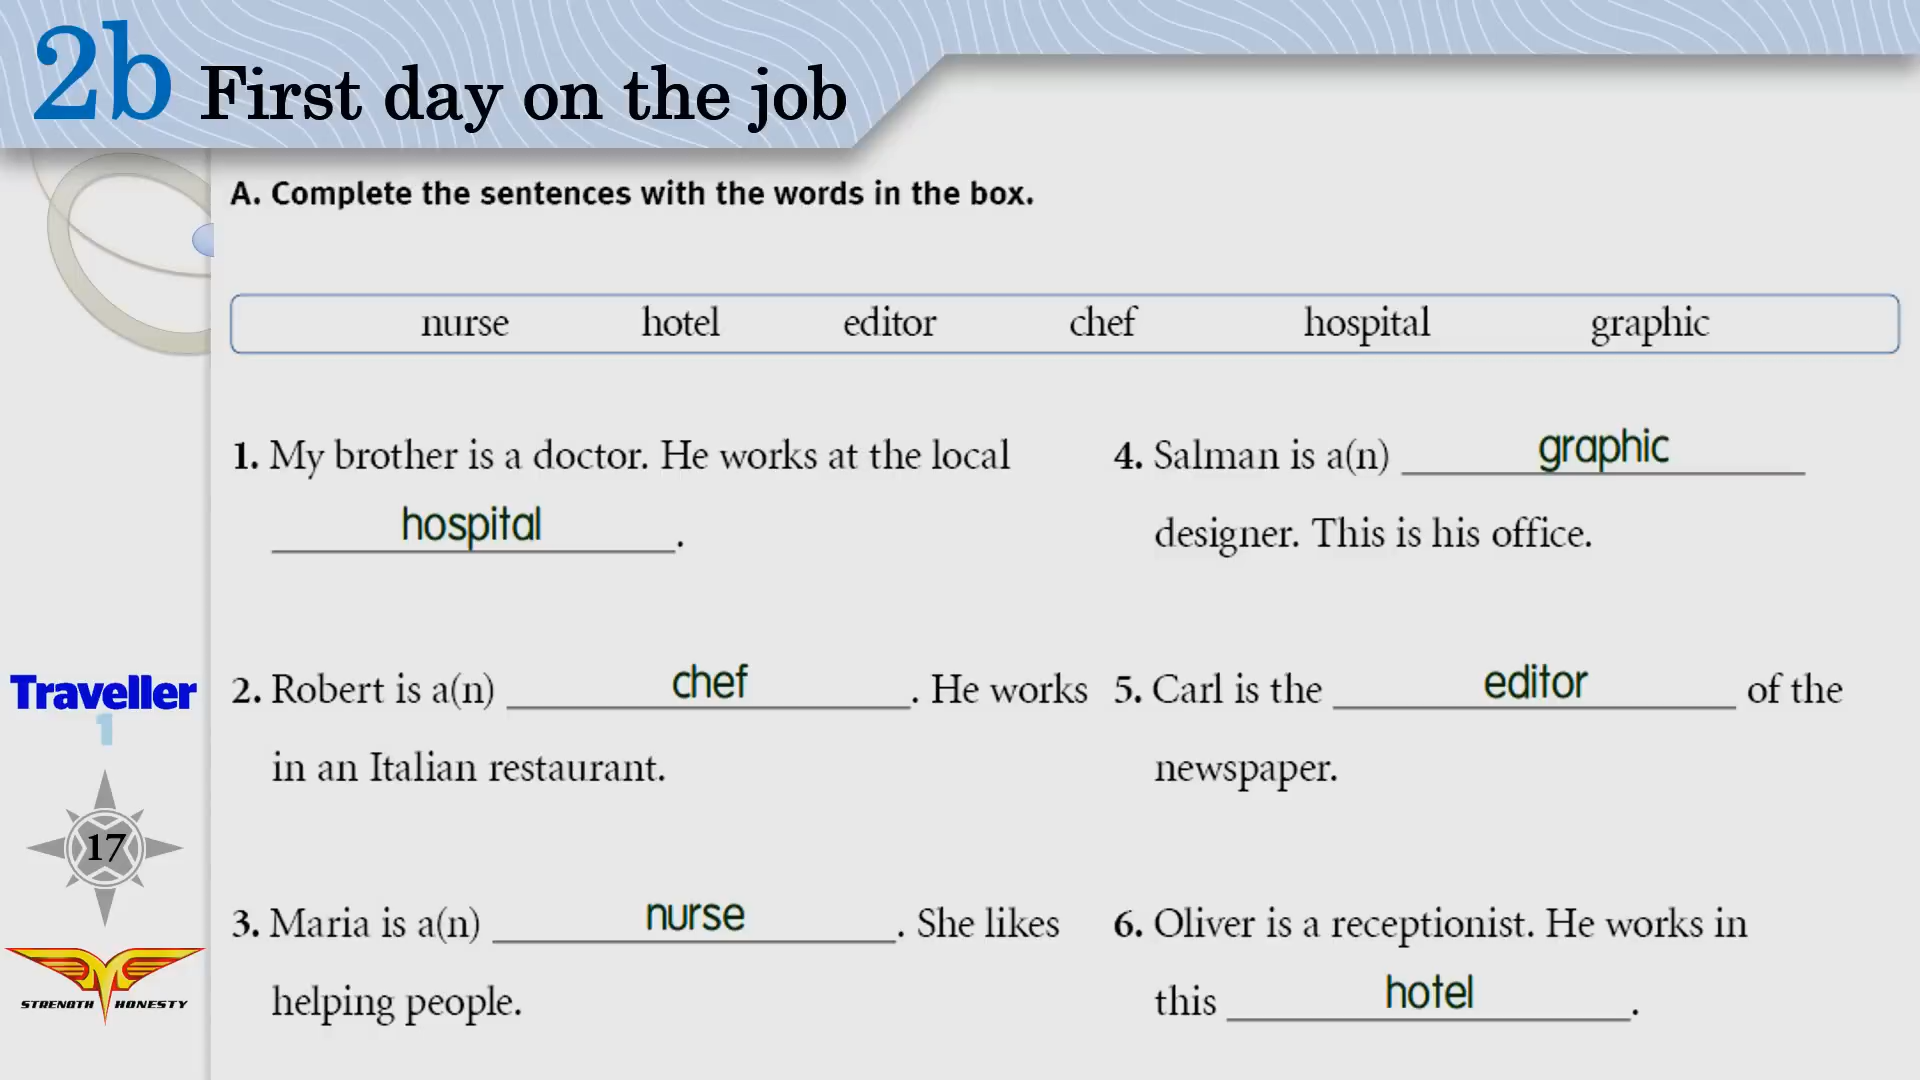 2b First day on the job
A. Complete the sentences with the words in the box.
nurse hotel editor chef hospital graphic
1. My brother is a doctor. He works at the local
hospital.
2. Robert is a(n) chef. He works
in an Italian restaurant.
3. Maria is a(n) nurse. She likes
helping people.
4. Salman is a(n) graphic
designer. This is his office.
5. Carl is the editor of the
newspaper.
6. Oliver is a receptionist. He works in
this hotel.
Traveller
1
17
STRENGTH HONESTY